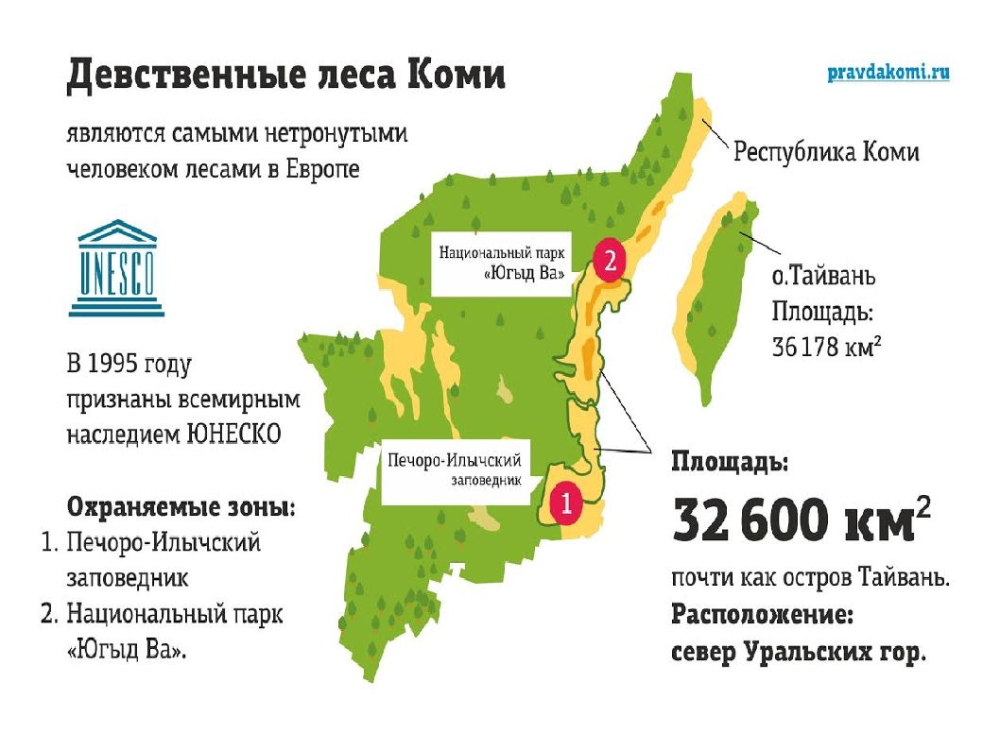 Девственные леса Коми
являются самыми нетронутыми
человеком лесами в Европе
UNESCO
В 1995 году
признаны всемирным
наследием ЮНЕСКО
Охраняемые зоны:
1. Печоро-Илычский
заповедник
2. Национальный парк
«Югыд Ва».
Национальный парк
«Югыд Ва»
2
Печоро-Илычский
заповедник
1
pravdakomi.ru
Республика Коми
о.Тайвань
Площадь:
36 178 км²
Площадь:
32 600 км²
почти как остров Тайвань.
Расположение:
север Уральских гор.